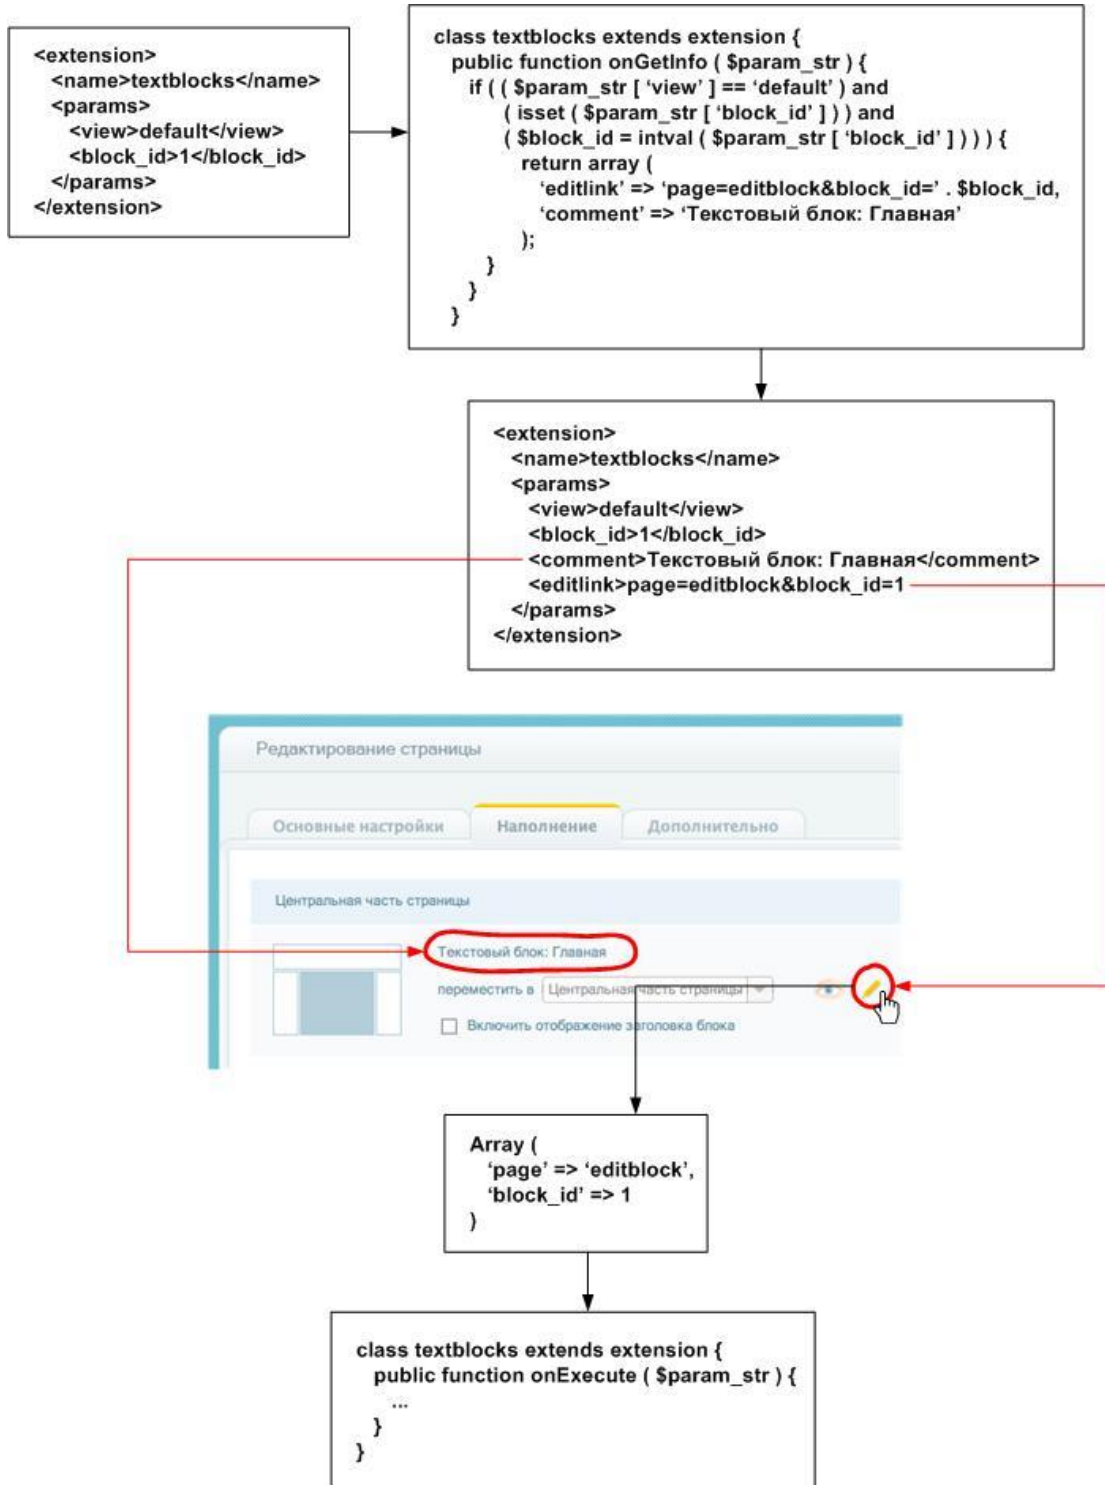 <extension>
<name>textblocks</name>
<params>
<view>default</view>
<block_id>1</block_id>
</params>
</extension>
class textblocks extends extension {
public function onGetInfo ( $param_str ) {
if ( ( $param_str [ ‘view’ ] == ‘default’ ) and
( isset ( $param_str [ ‘block_id’ ] ) ) and
( $block_id = intval ( $param_str [ ‘block_id’ ] ) ) ) {
return array (
‘editlink’ => ‘page=editblock&block_id=’ . $block_id,
‘comment’ => ‘Текстовый блок: Главная’
);
}
}
}
<extension>
<name>textblocks</name>
<params>
<view>default</view>
<block_id>1</block_id>
<comment>Текстовый блок: Главная</comment>
<editlink>page=editblock&block_id=1
</params>
</extension>
Редактирование страницы
Основные настройки
Наполнение
Дополнительно
Центральная часть страницы
Текстовый блок: Главная
переместить в Центральная часть страницы
Включить отображение заголовка блока
Array (
‘page’ => ‘editblock’,
‘block_id’ => 1
)
class textblocks extends extension {
public function onExecute ( $param_str ) {
...
}
}